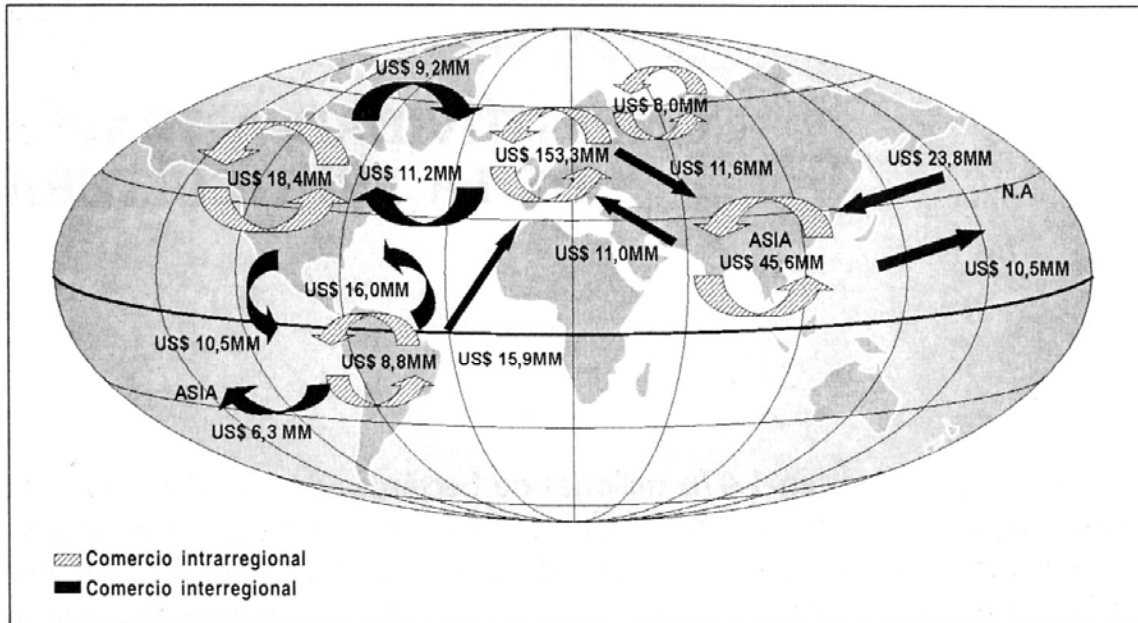 US$ 9,2MM
US$ 8,0MM
US$ 153,3MM
US$ 11,6MM
US$ 23,8MM
US$ 18,4MM
US$ 11,2MM
N.A
ASIA
US$ 45,6MM
US$ 11,0MM
US$ 10,5MM
US$ 16,0MM
US$ 10,5MM
US$ 8,8MM
US$ 15,9MM
ASIA
US$ 6,3 MM
Comercio intrarregional
Comercio interregional